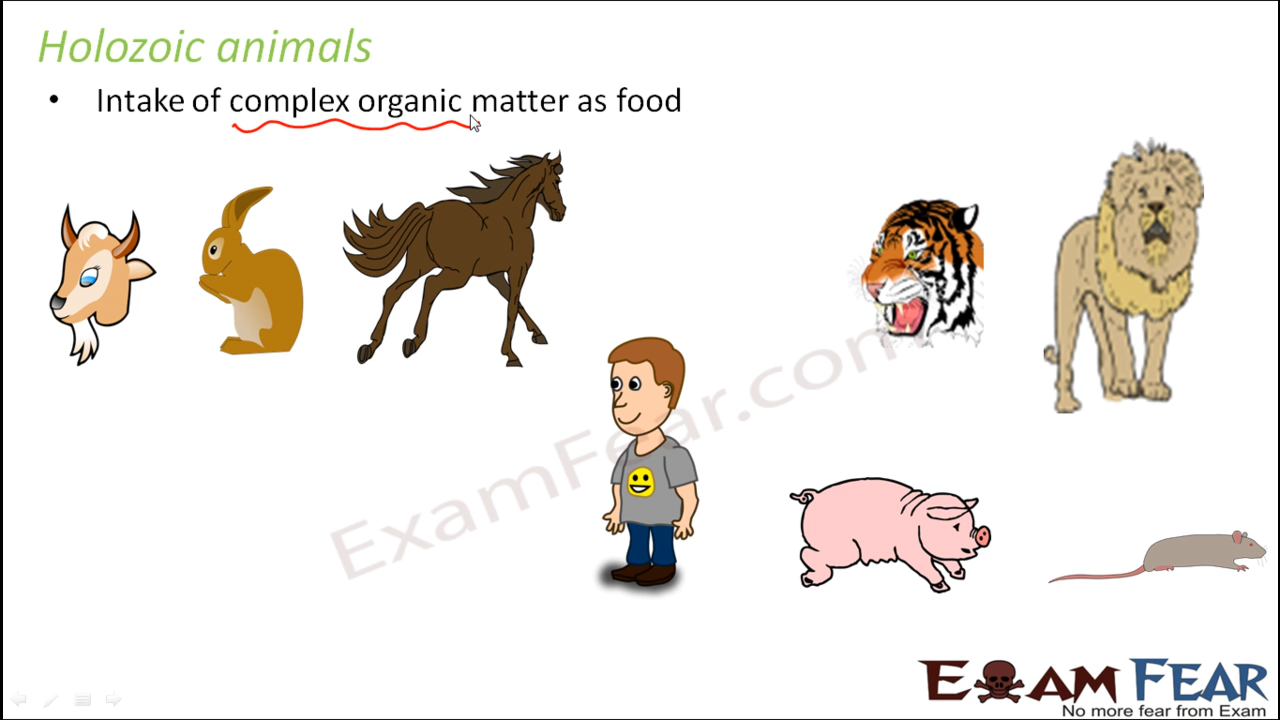 Holozoic animals
• Intake of complex organic matter as food
ExamFear.com
EXAM FEAR
No more fear from Exam